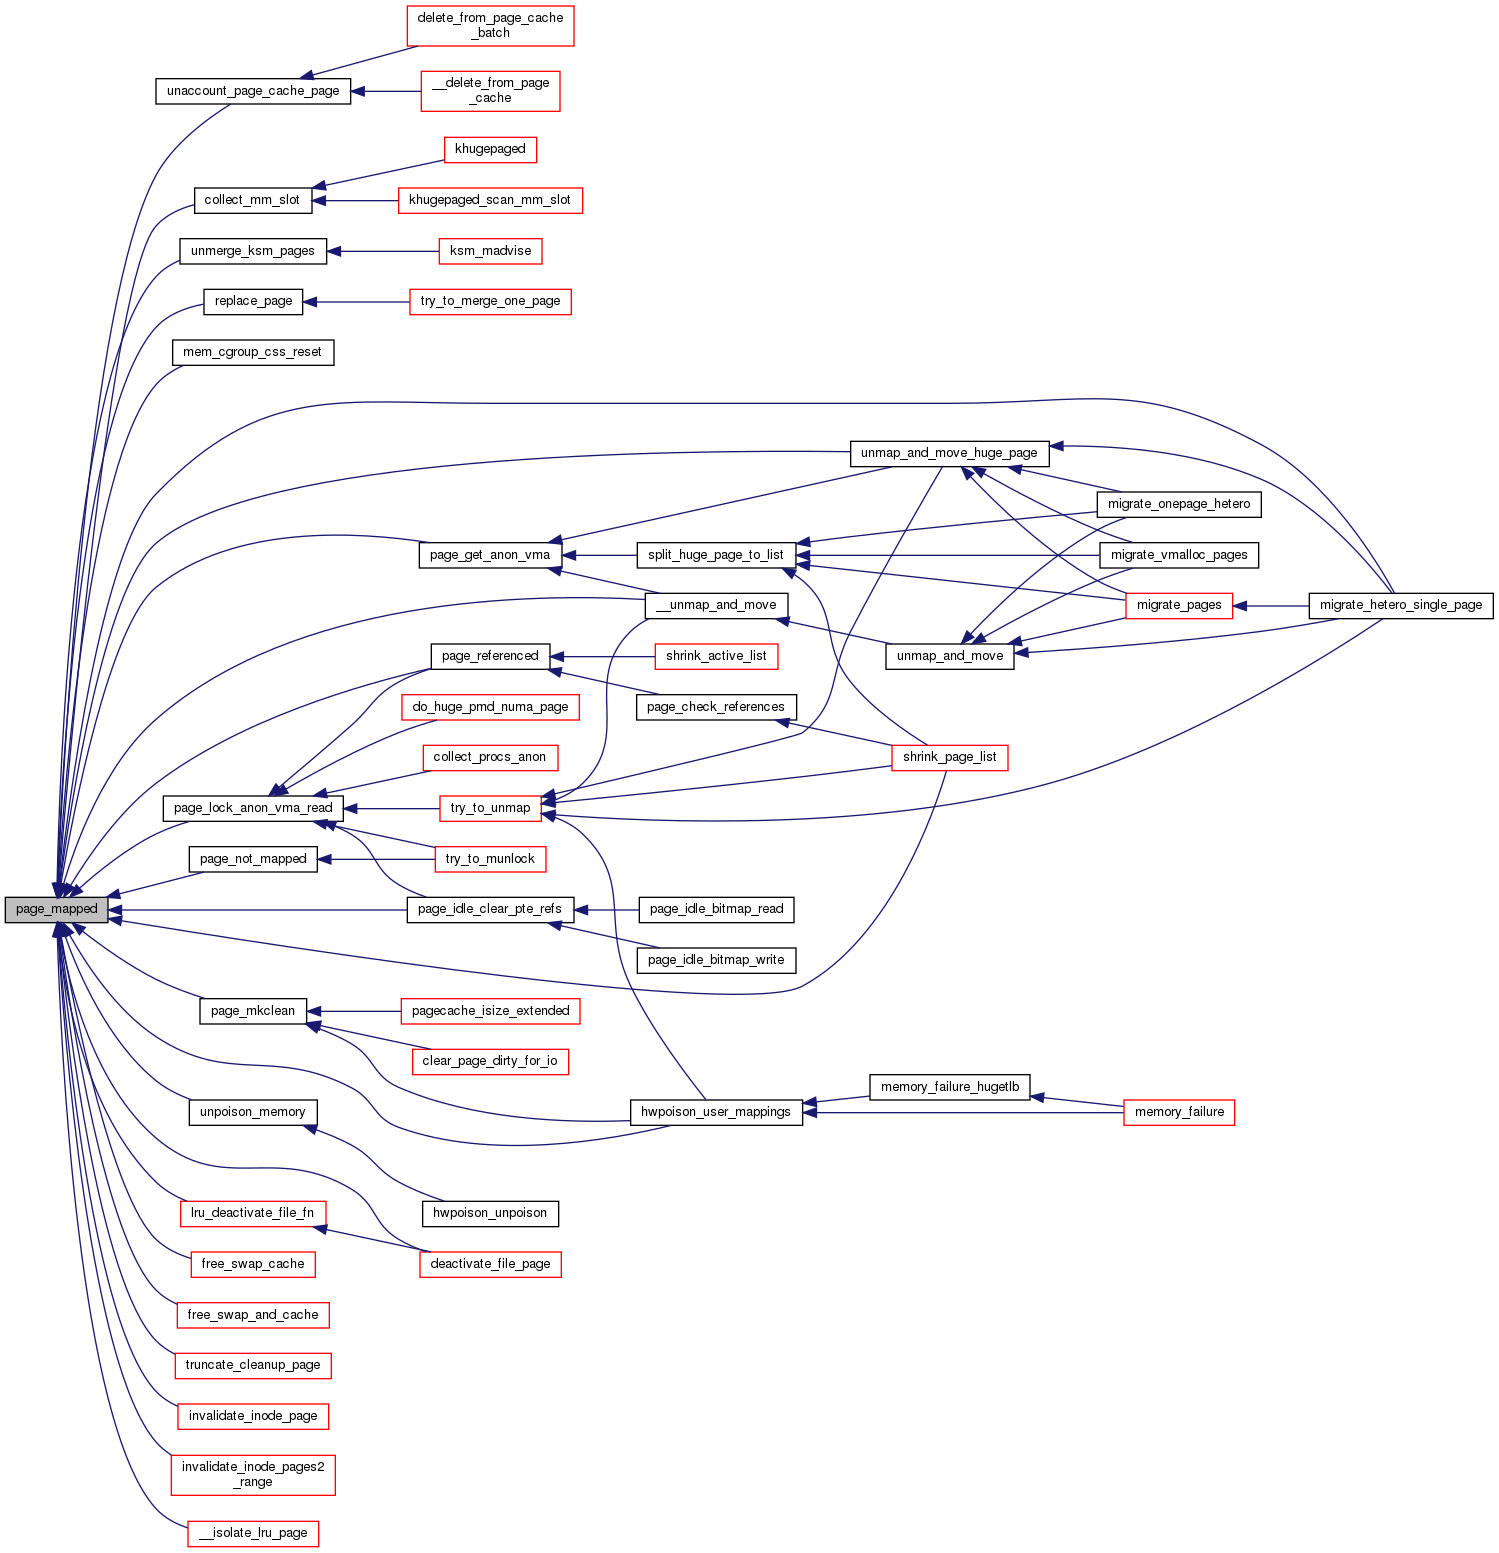 delete_from_page_cache
_batch
unaccount_page_cache_page
__delete_from_page
_cache
khugepaged
collect_mm_slot
khugepaged_scan_mm_slot
unmerge_ksm_pages
ksm_madvise
replace_page
try_to_merge_one_page
mem_cgroup_css_reset
unmap_and_move_huge_page
migrate_onepage_hetero
page_get_anon_vma
split_huge_page_to_list
migrate_vmalloc_pages
__unmap_and_move
migrate_pages
migrate_hetero_single_page
page_referenced
shrink_active_list
unmap_and_move
do_huge_pmd_numa_page
page_check_references
collect_procs_anon
shrink_page_list
page_lock_anon_vma_read
try_to_unmap
page_not_mapped
try_to_munlock
page_mapped
page_idle_clear_pte_refs
page_idle_bitmap_read
page_idle_bitmap_write
page_mkclean
pagecache_isize_extended
clear_page_dirty_for_io
memory_failure_hugetlb
unpoison_memory
hwpoison_user_mappings
memory_failure
lru_deactivate_file_fn
hwpoison_unpoison
free_swap_cache
deactivate_file_page
free_swap_and_cache
truncate_cleanup_page
invalidate_inode_page
invalidate_inode_pages2
_range
__isolate_lru_page